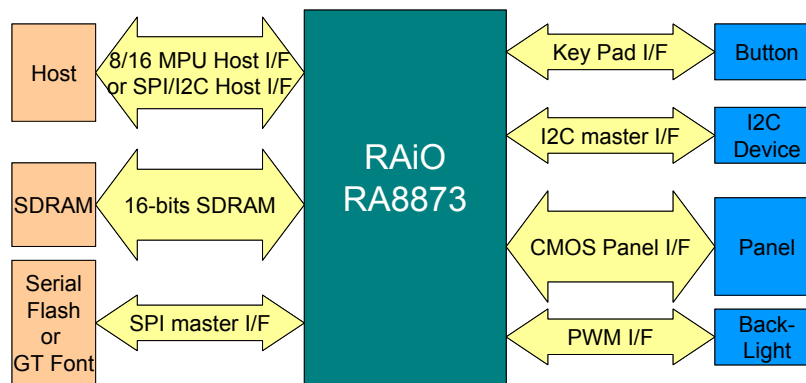 Host
8/16 MPU Host I/F
or SPI/I2C Host I/F
SDRAM
16-bits SDRAM
Serial
Flash
or
GT Font
SPI master I/F
RAiO
RA8873
Key Pad I/F
Button
I2C master I/F
I2C
Device
CMOS Panel I/F
Panel
PWM I/F
Back-
Light